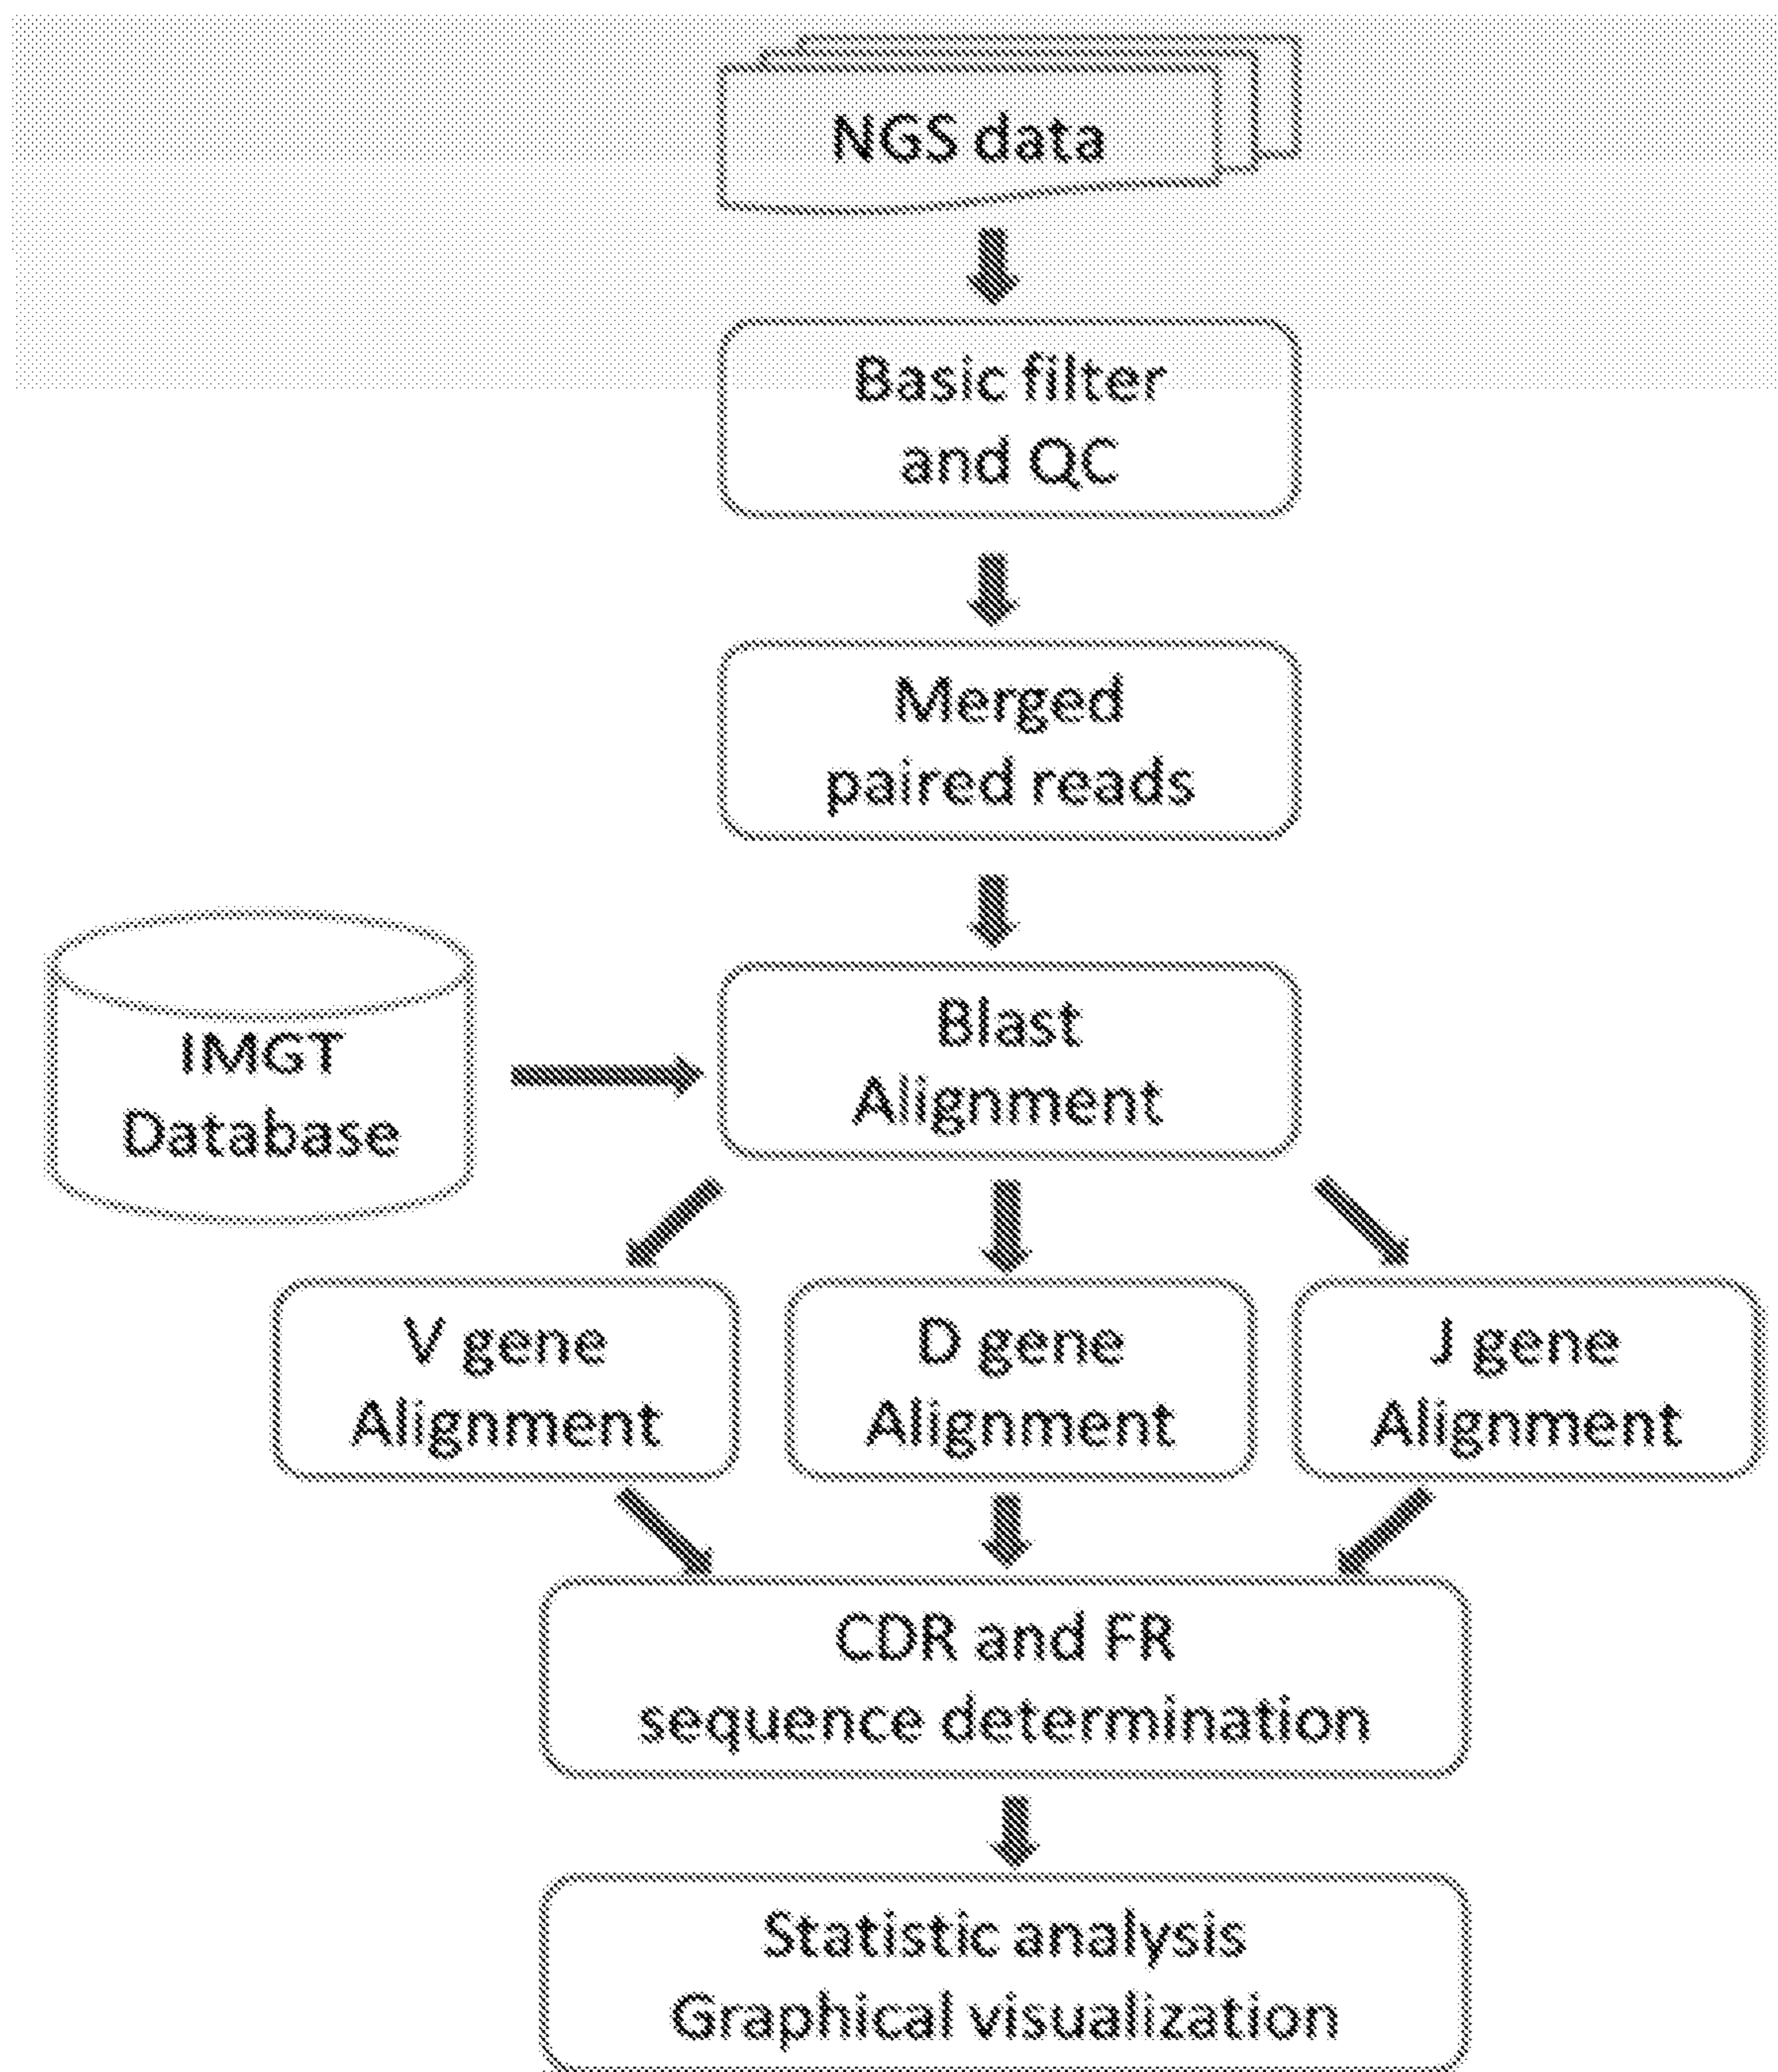 NGS data
Basic filter
and QC
Merged
paired reads
IMGT
Database
Blast
Alignment
V gene
Alignment
D gene
Alignment
J gene
Alignment
CDR and FR
sequence determination
Statistic analysis
Graphical visualization